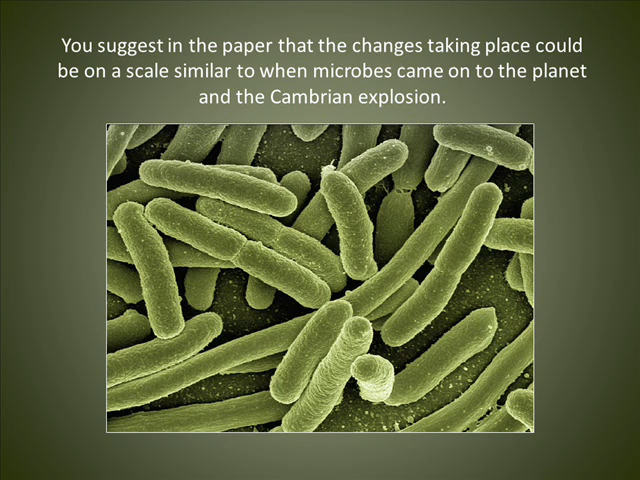 You suggest in the paper that the changes taking place could
be on a scale similar to when microbes came on to the planet
and the Cambrian explosion.